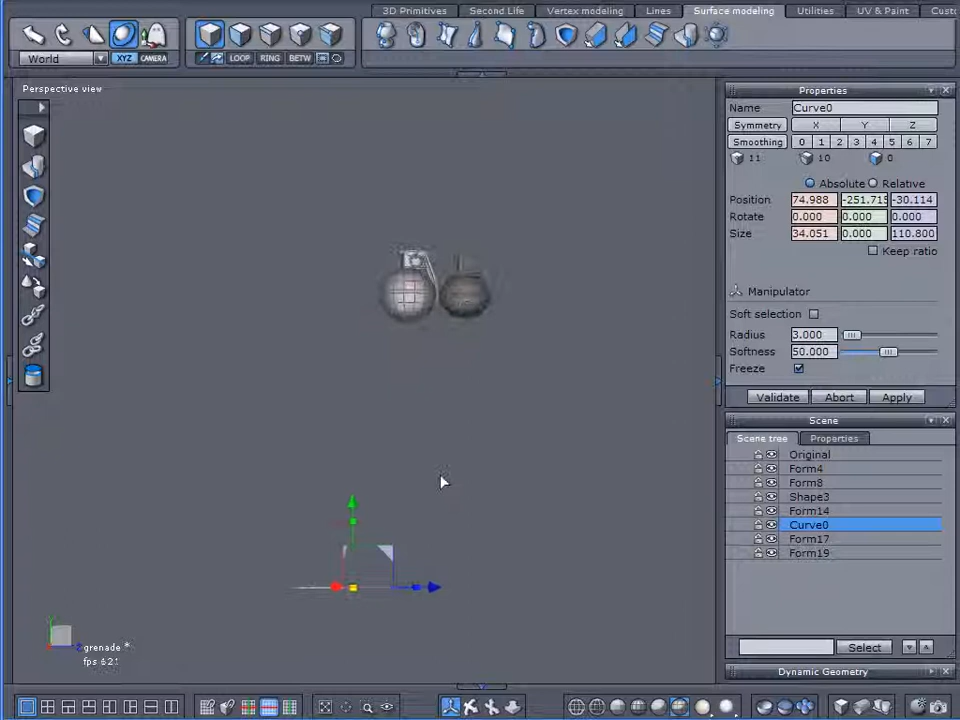 3D Primitives Second Life Vertex modeling Lines Surface modeling Utilities UV & Paint
World XYZ CAMERA LOOP RING BETW
Perspective view
Properties
Name Curve0
Symmetry X Y Z
Smoothing 0 1 2 3 4 5 6 7
11 10 0
Absolute Relative
Position 74.988 -251.715 -30.114
Rotate 0.000 0.000 0.000
Size 34.051 0.000 110.800
Keep ratio
Manipulator
Soft selection
Radius 3.000
Softness 50.000
Freeze
Validate Abort Apply
Scene
Scene tree Properties
Original
Form4
Form8
Shape3
Form14
Curve0
Form17
Form19
grenade *
Select
Dynamic Geometry